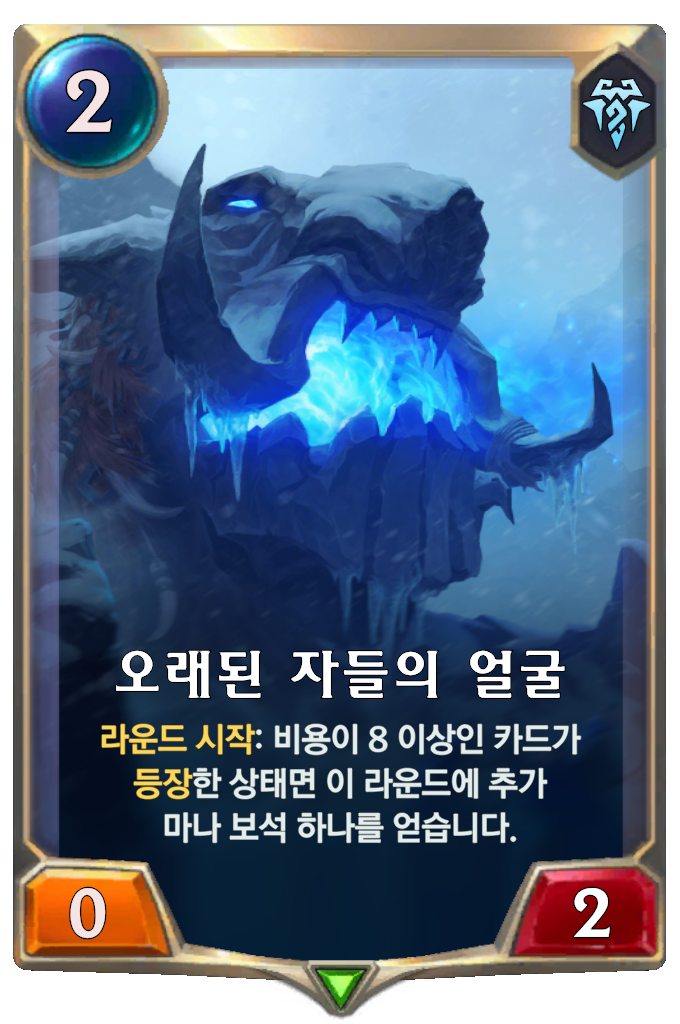 2
오래된 자들의 얼굴
라운드 시작: 비용이 8 이상인 카드가
등장한 상태면 이 라운드에 추가
마나 보석 하나를 얻습니다.
0
2